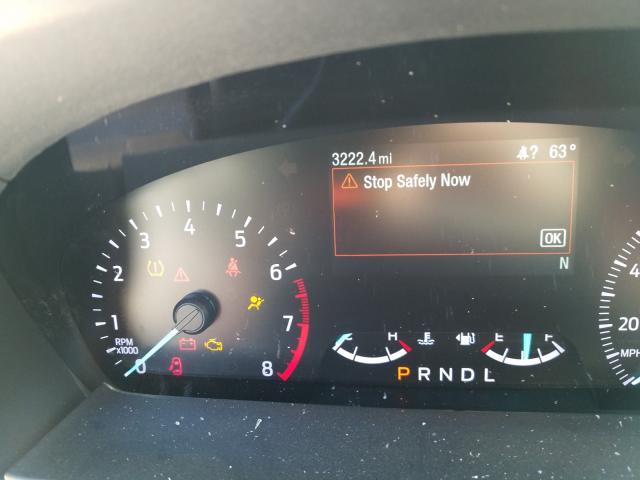 3222.4 mi ? 63°
Stop Safely Now
OK
N
0 1 2 3 4 5 6 7 8
RPM
x1000
H E F
20
4
MPH
P R N D L